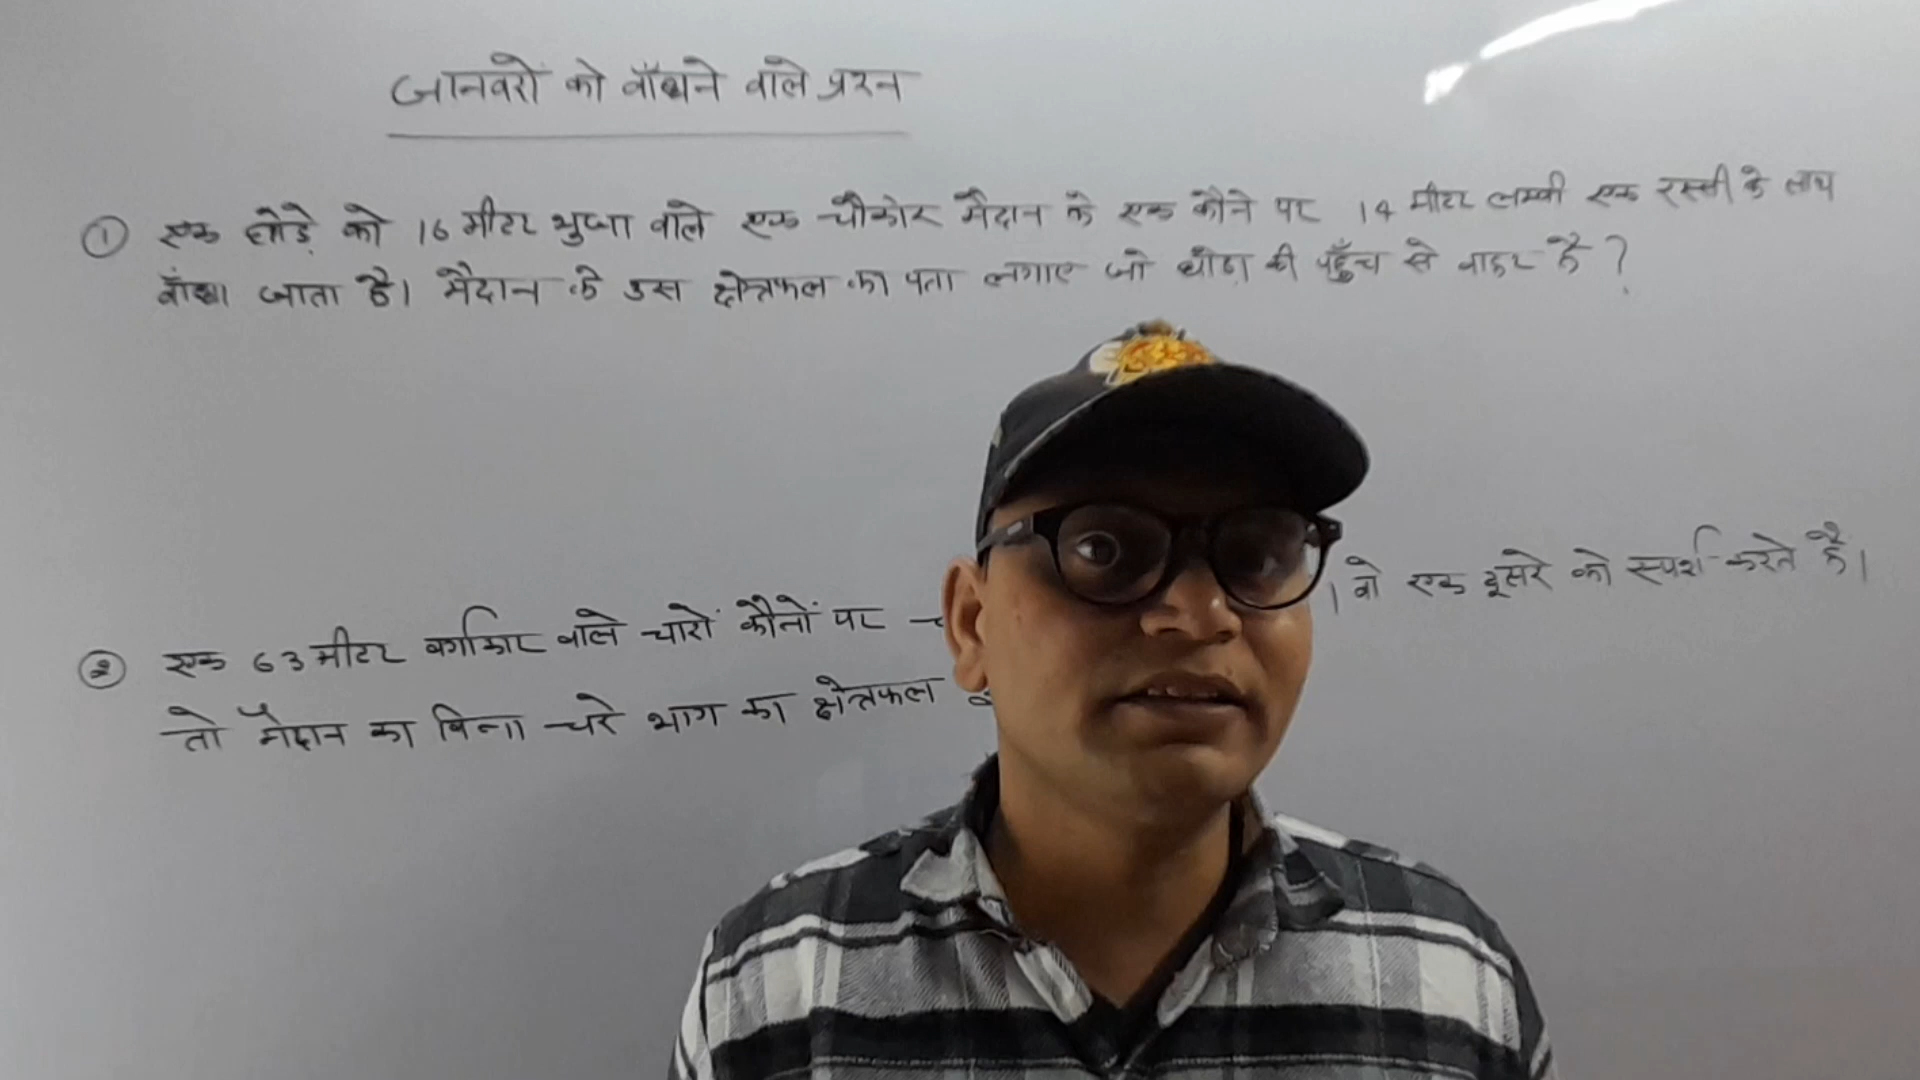 जानवरों को बाँधने वाले प्रश्न
① एक घोड़े को 16 मीटर भुजा वाले एक चौकोर मैदान के एक कौने पर 14 मीटर लम्बी एक रस्सी के साथ
बाँधा जाता है। मैदान के उस क्षेत्रफल का पता लगाए जो घोडा की पहुँच से बाहर है ?
② एक 63 मीटर वर्गाकार वाले चारों कौनों पर । वो एक दूसरे को स्पर्श करते है।
तो मैदान का बिना चरे भाग का क्षेत्रफल